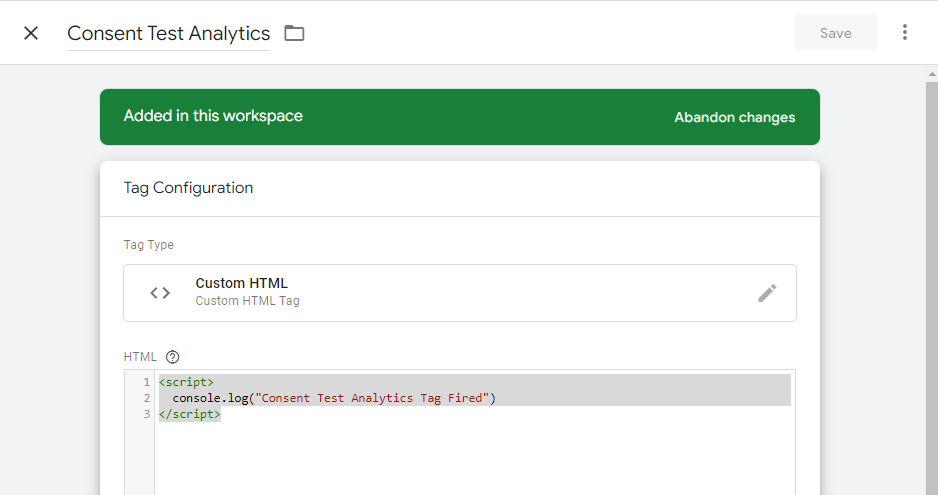 Consent Test Analytics
Save
Added in this workspace
Abandon changes
Tag Configuration
Tag Type
Custom HTML
Custom HTML Tag
HTML
1 <script>
2 console.log("Consent Test Analytics Tag Fired")
3 </script>